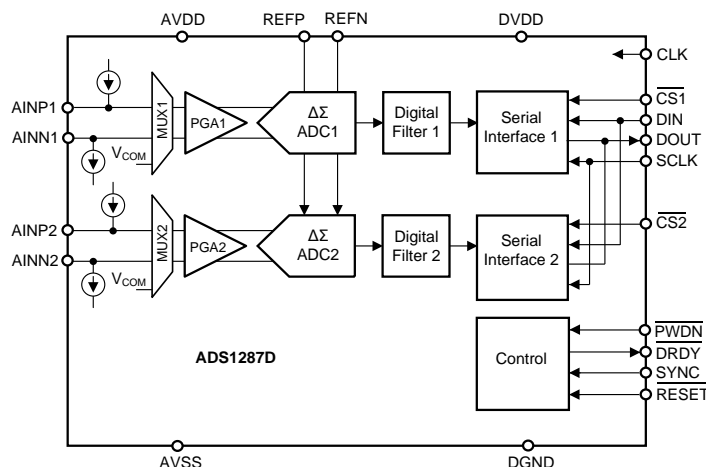 AVDD
REFP
REFN
DVDD
CLK
AINP1
AINN1
VCOM
MUX1
PGA1
ΔΣ
ADC1
Digital
Filter 1
Serial
Interface 1
CS1
DIN
DOUT
SCLK
AINP2
AINN2
VCOM
MUX2
PGA2
ΔΣ
ADC2
Digital
Filter 2
Serial
Interface 2
CS2
ADS1287D
Control
PWDN
DRDY
SYNC
RESET
AVSS
DGND